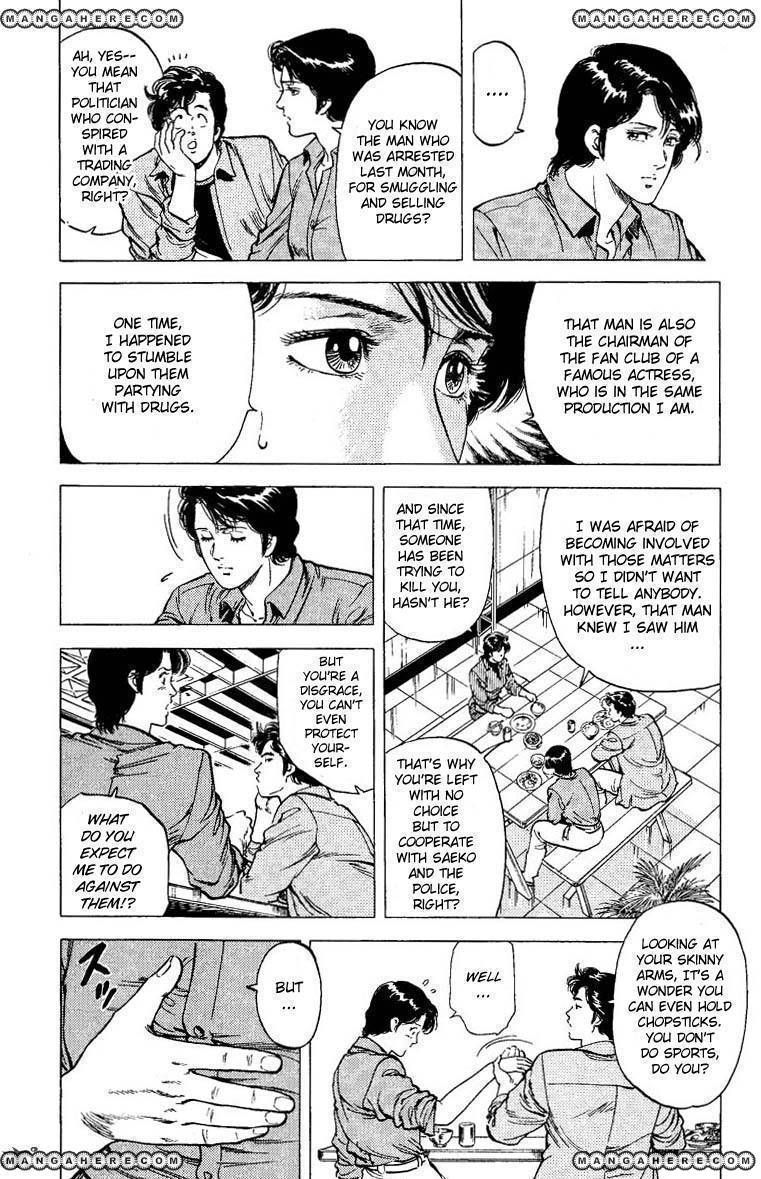 MANGAHERE.COM
MANGAHERE.COM
....
YOU KNOW
THE MAN WHO
WAS ARRESTED
LAST MONTH,
FOR SMUGGLING
AND SELLING
DRUGS?
AH, YES--
YOU MEAN
THAT
POLITICIAN
WHO CON-
SPIRED
WITH A
TRADING
COMPANY,
RIGHT?
THAT MAN IS ALSO
THE CHAIRMAN OF
THE FAN CLUB OF A
FAMOUS ACTRESS,
WHO IS IN THE SAME
PRODUCTION I AM.
ONE TIME,
I HAPPENED
TO STUMBLE
UPON THEM
PARTYING
WITH DRUGS.
I WAS AFRAID OF
BECOMING INVOLVED
WITH THOSE MATTERS
SO I DIDN'T WANT
TO TELL ANYBODY.
HOWEVER, THAT MAN
KNEW I SAW HIM
...
AND SINCE
THAT TIME,
SOMEONE
HAS BEEN
TRYING TO
KILL YOU,
HASN'T HE?
THAT'S WHY
YOU'RE LEFT
WITH NO
CHOICE
BUT TO
COOPERATE
WITH SAEKO
AND THE
POLICE,
RIGHT?
BUT
YOU'RE A
DISGRACE,
YOU CAN'T
EVEN
PROTECT
YOUR-
SELF.
WHAT
DO YOU
EXPECT
ME TO DO
AGAINST
THEM!?
LOOKING AT
YOUR SKINNY
ARMS, IT'S A
WONDER YOU
CAN EVEN HOLD
CHOPSTICKS.
YOU DON'T
DO SPORTS,
DO YOU?
WELL
...
BUT
...
スッ
MANGAHERE.COM
MANGAHERE.COM